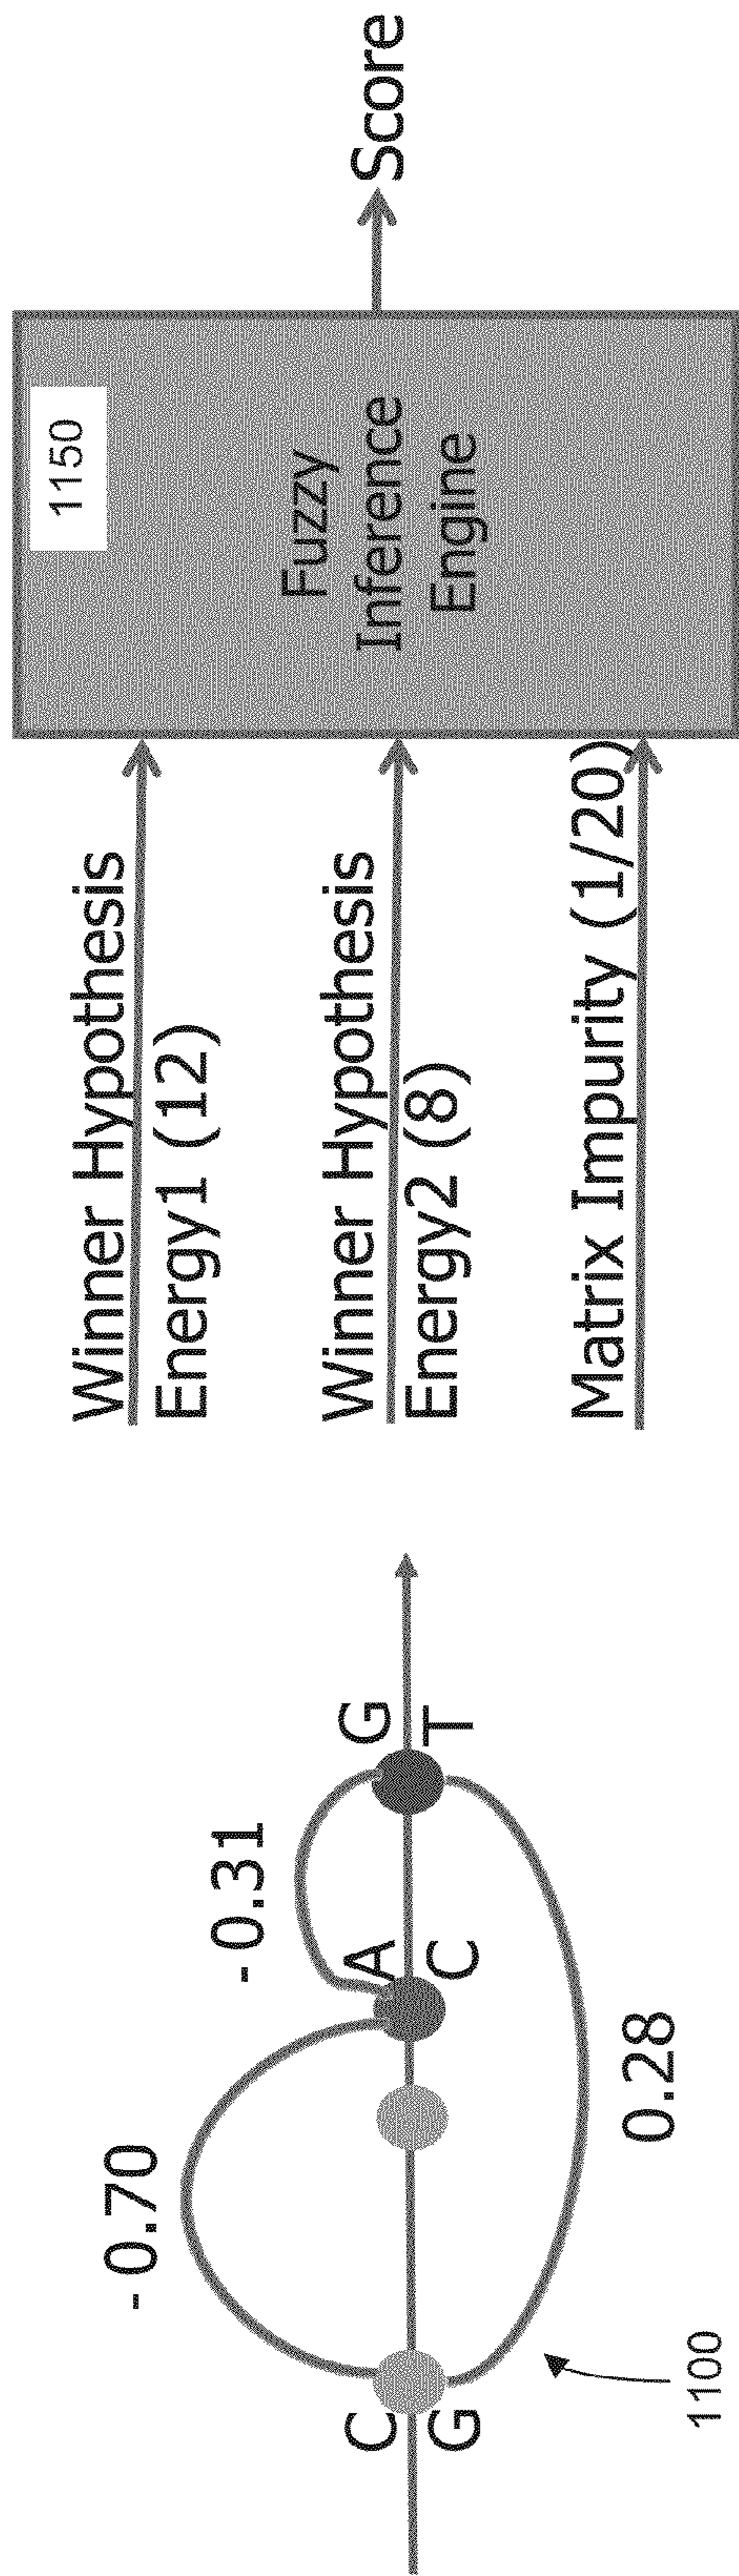 - 0.70
- 0.31
C
G
A
C
G
T
0.28
1100
Winner Hypothesis
Energy1 (12)
Winner Hypothesis
Energy2 (8)
Matrix Impurity (1/20)
1150
Fuzzy
Inference
Engine
Score